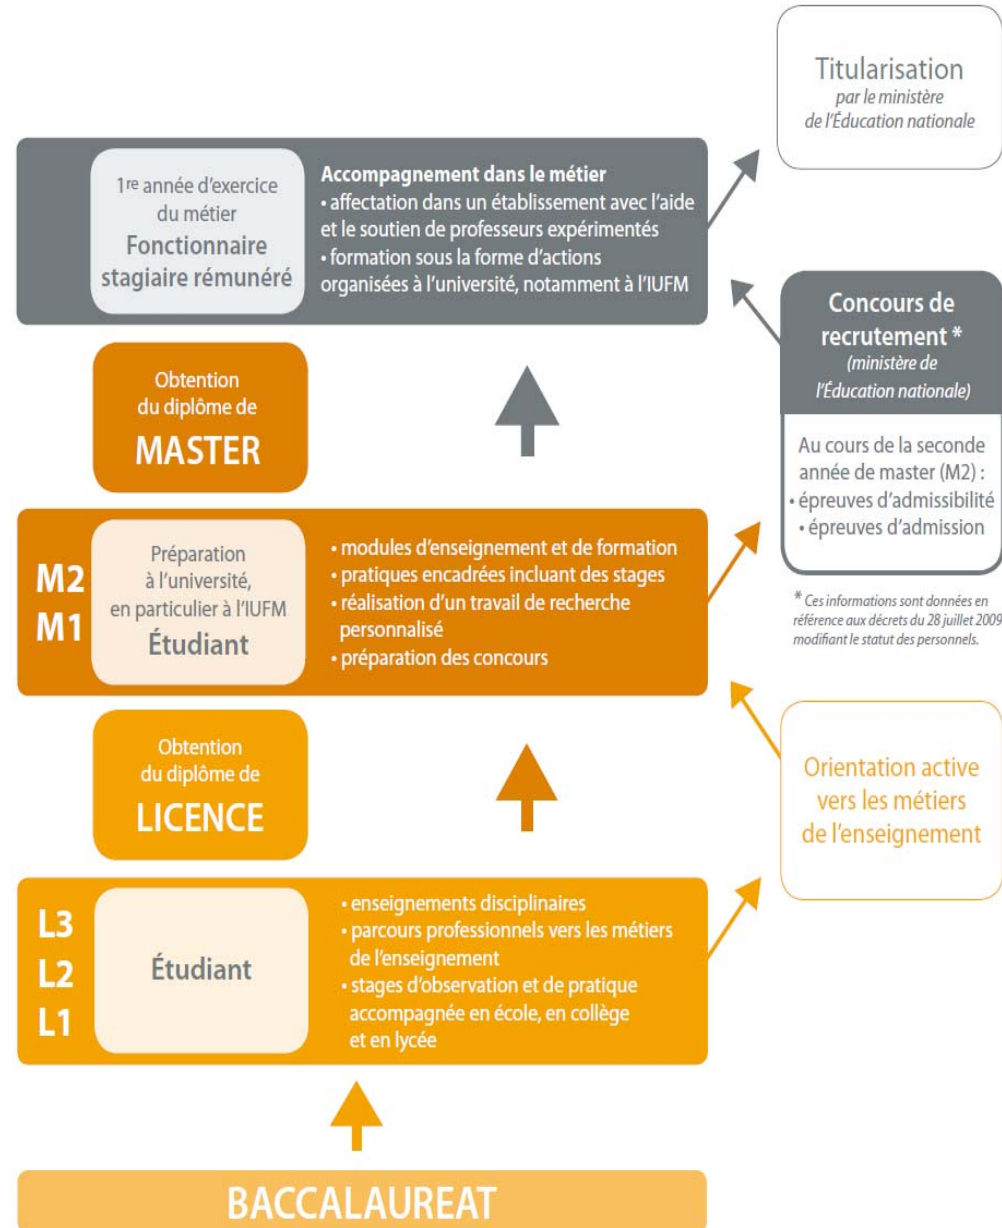 Titularisation
par le ministère
de l'Éducation nationale
1re année d'exercice
du métier
Fonctionnaire
stagiaire rémunéré
Accompagnement dans le métier
• affectation dans un établissement avec l'aide
et le soutien de professeurs expérimentés
• formation sous la forme d'actions
organisées à l'université, notamment à l'IUFM
Concours de
recrutement *
(ministère de
l'Éducation nationale)
Au cours de la seconde
année de master (M2) :
• épreuves d'admissibilité
• épreuves d'admission
* Ces informations sont données en
référence aux décrets du 28 juillet 2009
modifiant le statut des personnels.
Obtention
du diplôme de
MASTER
M2
M1
Préparation
à l'université,
en particulier à l'IUFM
Étudiant
• modules d'enseignement et de formation
• pratiques encadrées incluant des stages
• réalisation d'un travail de recherche
personnalisé
• préparation des concours
Obtention
du diplôme de
LICENCE
Orientation active
vers les métiers
de l'enseignement
L3
L2
L1
Étudiant
• enseignements disciplinaires
• parcours professionnels vers les métiers
de l'enseignement
• stages d'observation et de pratique
accompagnée en école, en collège
et en lycée
BACCALAUREAT